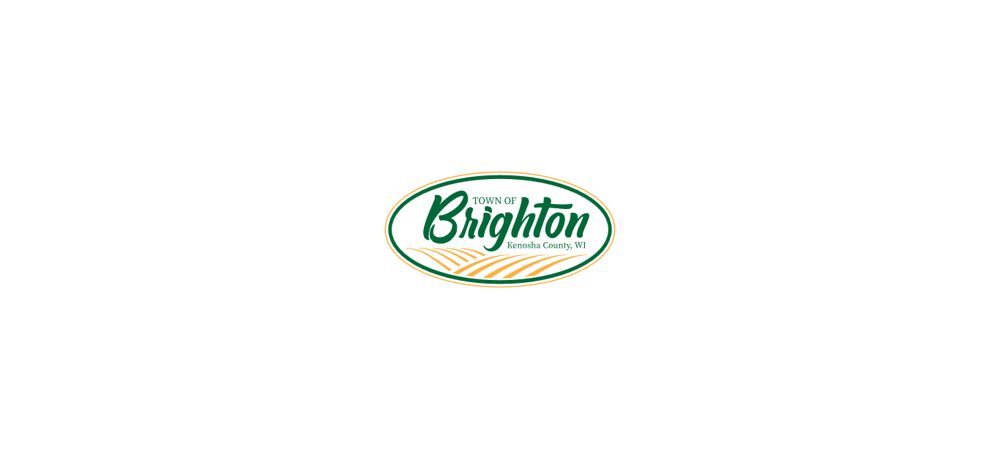 TOWN OF
Brighton
Kenosha County, WI